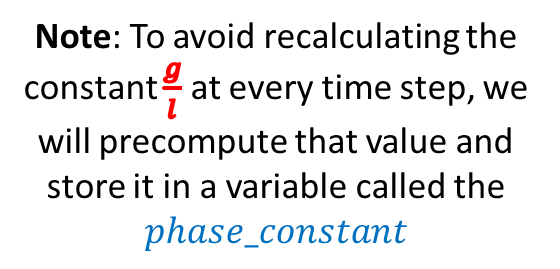 Note: To avoid recalculating the
constant g/l at every time step, we
will precompute that value and
store it in a variable called the
phase_constant